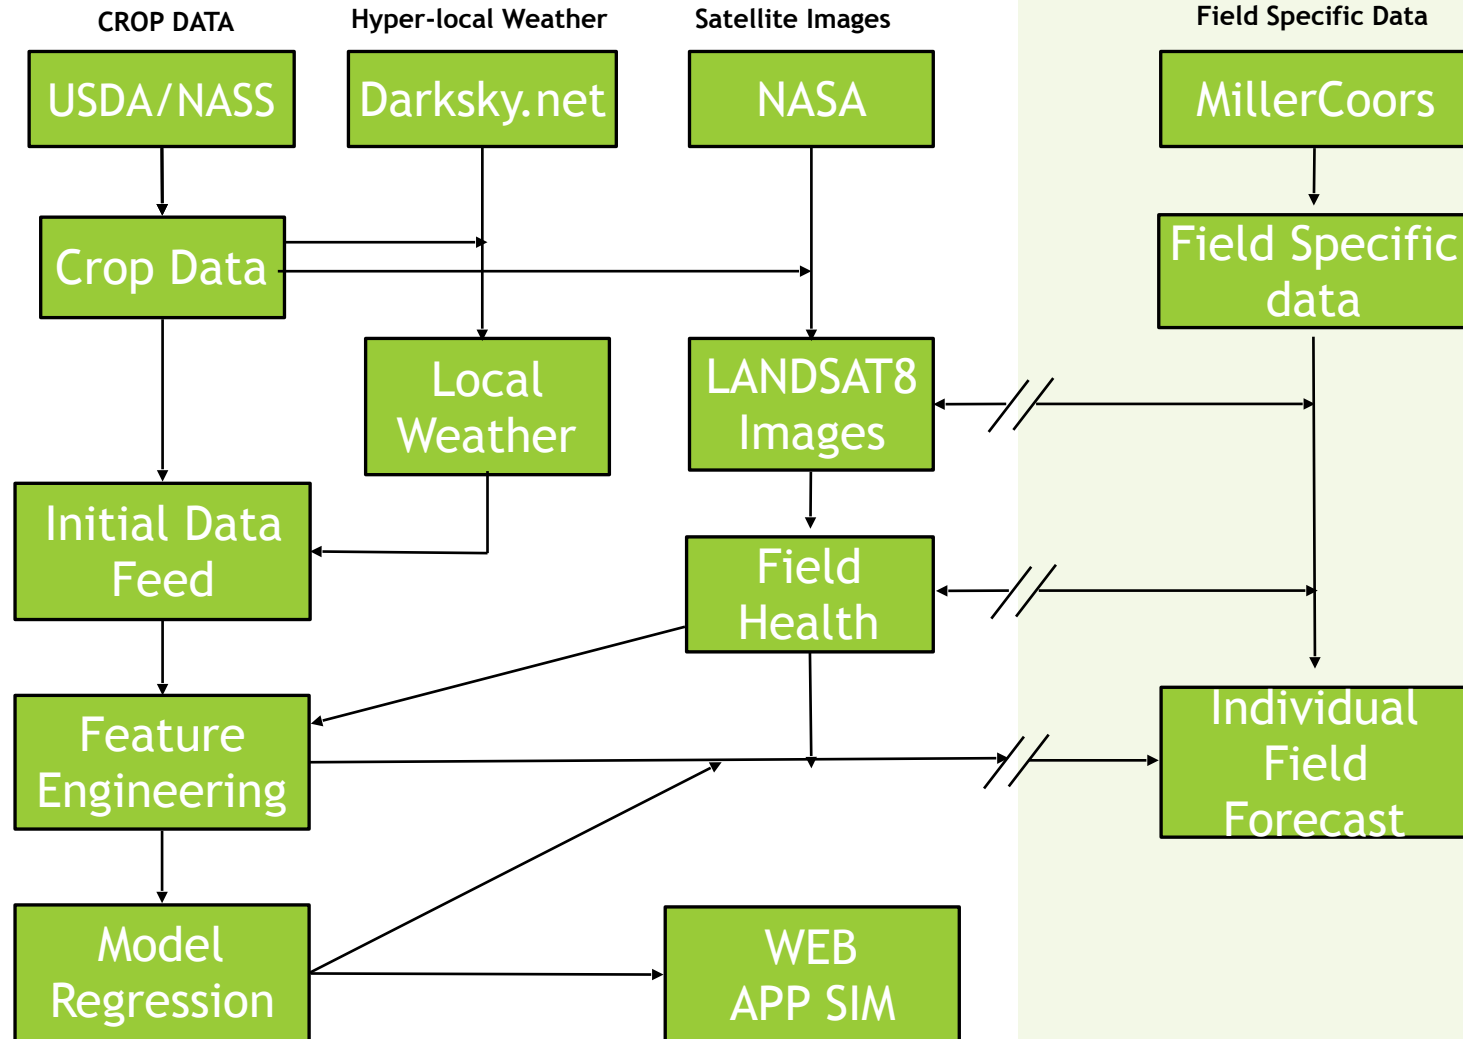 CROP DATA
Hyper-local Weather
Satellite Images
Field Specific Data
USDA/NASS
Darksky.net
NASA
MillerCoors
Crop Data
Field Specific
data
Local
Weather
LANDSAT8
Images
Initial Data
Feed
Field
Health
Feature
Engineering
Individual
Field
Forecast
Model
Regression
WEB
APP SIM